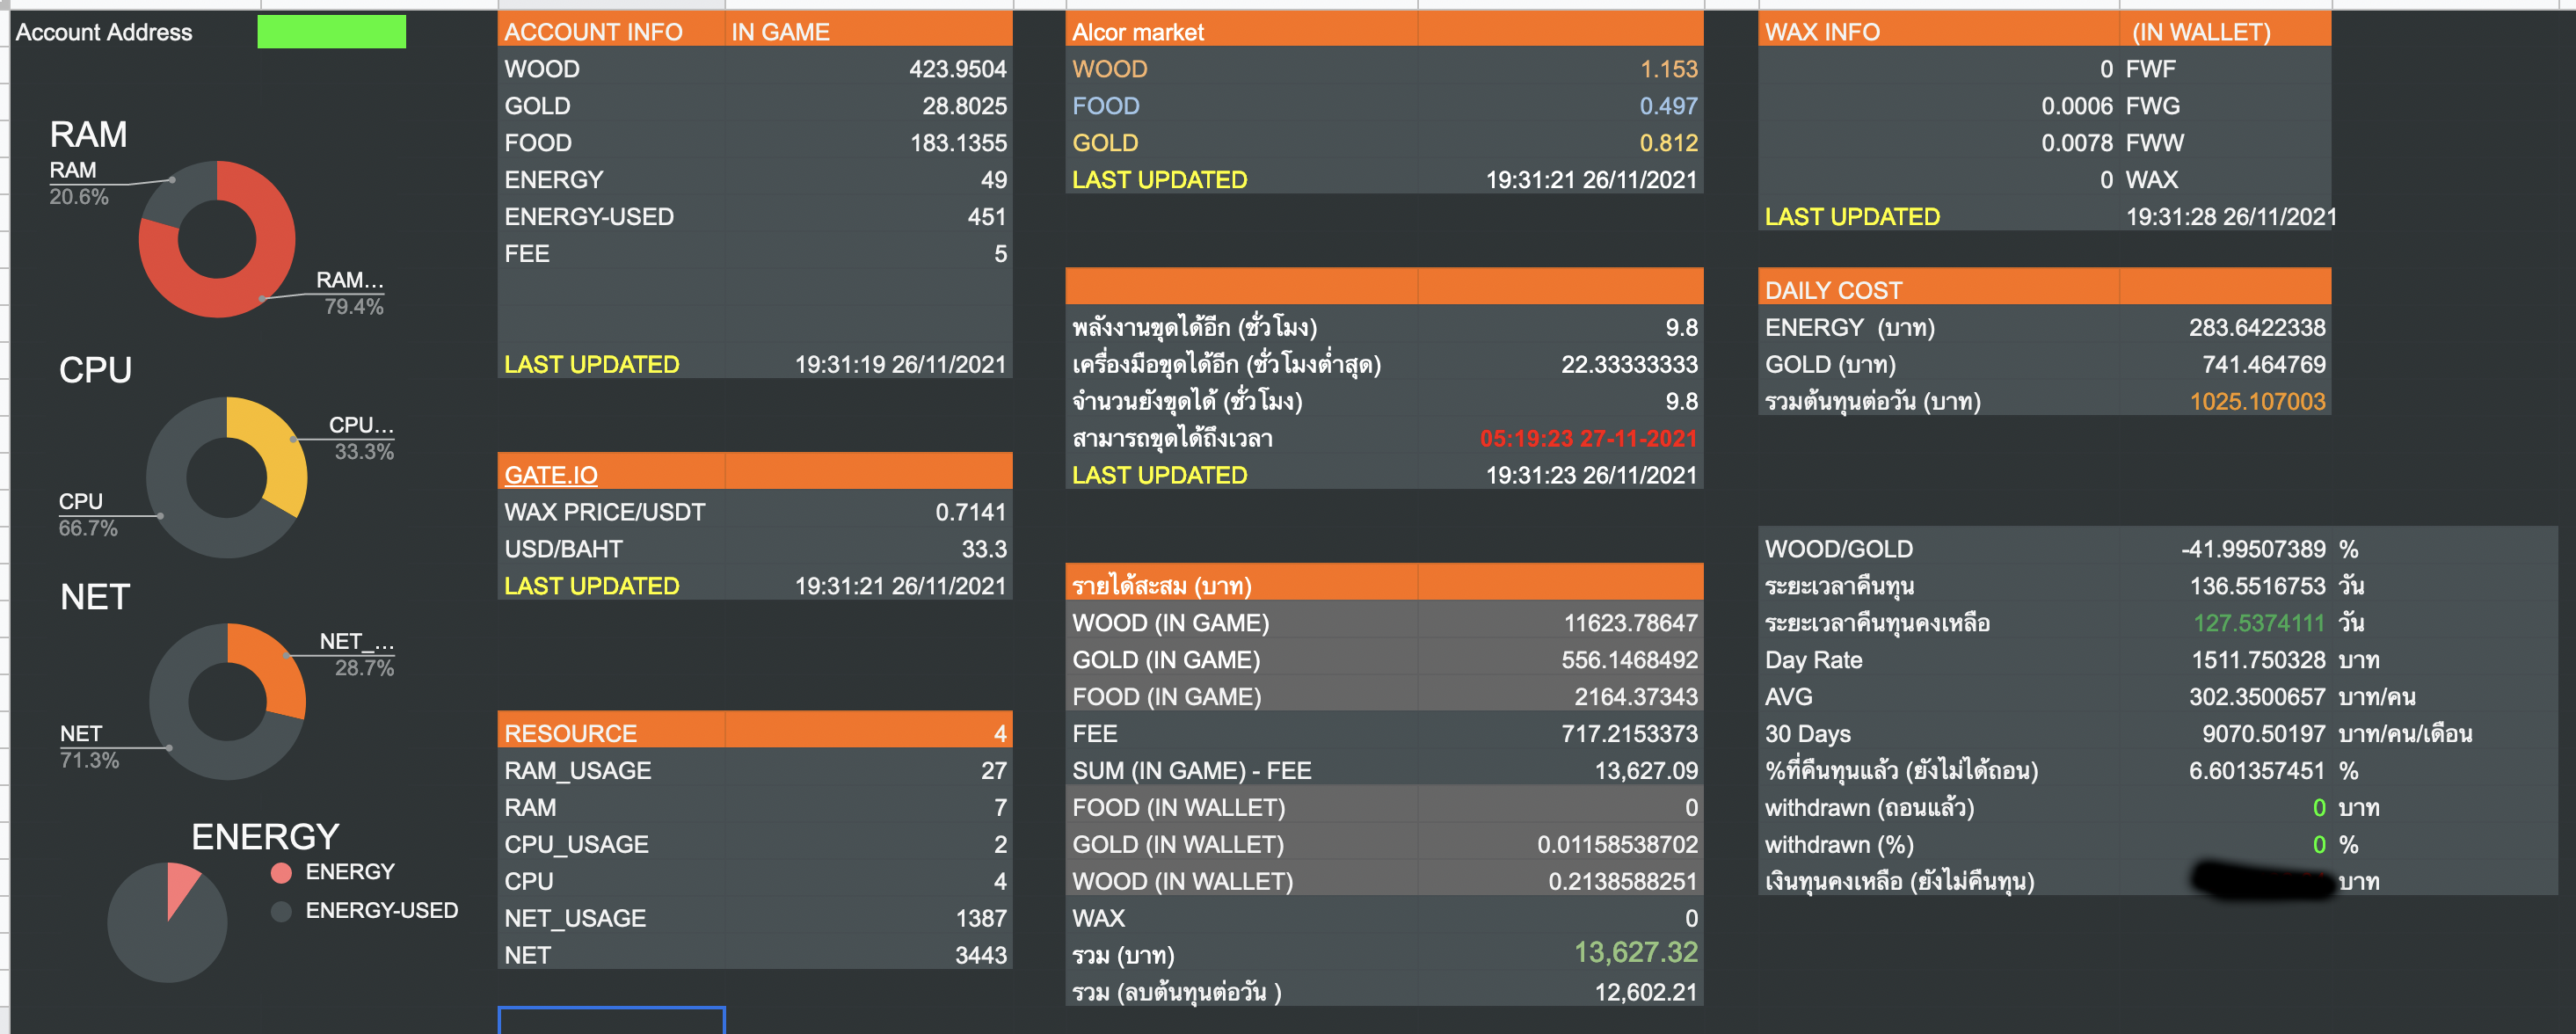 Account Address
RAM
RAM
20.6%
RAM...
79.4%
CPU
CPU...
33.3%
CPU
66.7%
NET
NET_...
28.7%
NET
71.3%
ENERGY
ENERGY
ENERGY-USED
ACCOUNT INFO IN GAME
WOOD 423.9504
GOLD 28.8025
FOOD 183.1355
ENERGY 49
ENERGY-USED 451
FEE 5
LAST UPDATED 19:31:19 26/11/2021
GATE.IO
WAX PRICE/USDT 0.7141
USD/BAHT 33.3
LAST UPDATED 19:31:21 26/11/2021
RESOURCE 4
RAM_USAGE 27
RAM 7
CPU_USAGE 2
CPU 4
NET_USAGE 1387
NET 3443
Alcor market
WOOD 1.153
FOOD 0.497
GOLD 0.812
LAST UPDATED 19:31:21 26/11/2021
พลังงานขุดได้อีก (ชั่วโมง) 9.8
เครื่องมือขุดได้อีก (ชั่วโมงต่ำสุด) 22.33333333
จำนวนยังขุดได้ (ชั่วโมง) 9.8
สามารถขุดได้ถึงเวลา 05:19:23 27-11-2021
LAST UPDATED 19:31:23 26/11/2021
รายได้สะสม (บาท)
WOOD (IN GAME) 11623.78647
GOLD (IN GAME) 556.1468492
FOOD (IN GAME) 2164.37343
FEE 717.2153373
SUM (IN GAME) - FEE 13,627.09
FOOD (IN WALLET) 0
GOLD (IN WALLET) 0.01158538702
WOOD (IN WALLET) 0.2138588251
WAX 0
รวม (บาท) 13,627.32
รวม (ลบต้นทุนต่อวัน ) 12,602.21
WAX INFO (IN WALLET)
0 FWF
0.0006 FWG
0.0078 FWW
0 WAX
LAST UPDATED 19:31:28 26/11/2021
DAILY COST
ENERGY (บาท) 283.6422338
GOLD (บาท) 741.464769
รวมต้นทุนต่อวัน (บาท) 1025.107003
WOOD/GOLD -41.99507389 %
ระยะเวลาคืนทุน 136.5516753 วัน
ระยะเวลาคืนทุนคงเหลือ 127.5374111 วัน
Day Rate 1511.750328 บาท
AVG 302.3500657 บาท/คน
30 Days 9070.50197 บาท/คน/เดือน
%ที่คืนทุนแล้ว (ยังไม่ได้ถอน) 6.601357451 %
withdrawn (ถอนแล้ว) 0 บาท
withdrawn (%) 0 %
เงินทุนคงเหลือ (ยังไม่คืนทุน) บาท